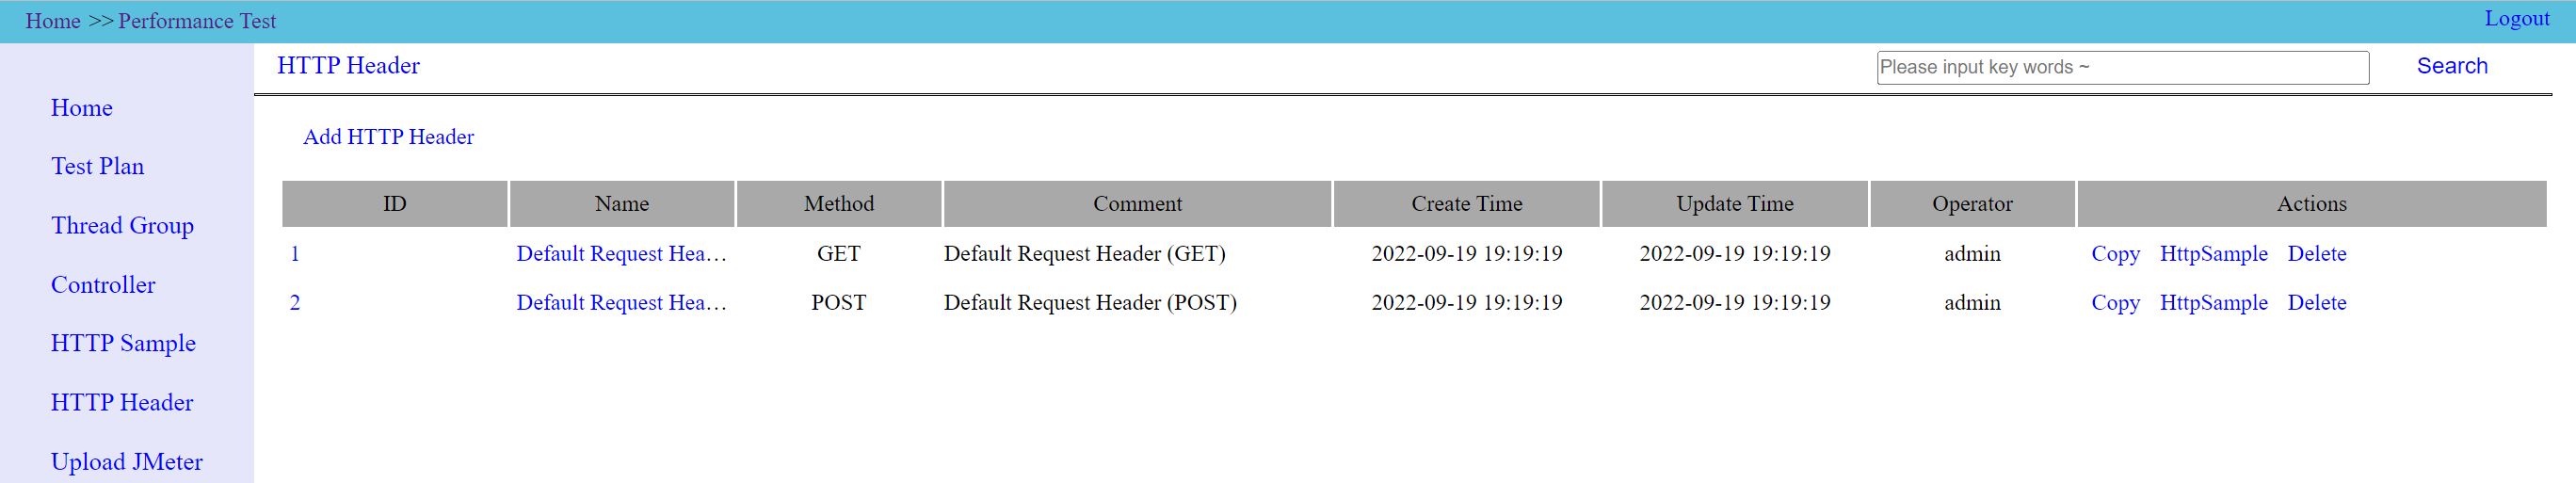 Home >> Performance Test
Logout
HTTP Header
Please input key words ~
Search
Home
Test Plan
Thread Group
Controller
HTTP Sample
HTTP Header
Upload JMeter
Add HTTP Header
ID Name Method Comment Create Time Update Time Operator Actions
1 Default Request Hea... GET Default Request Header (GET) 2022-09-19 19:19:19 2022-09-19 19:19:19 admin Copy HttpSample Delete
2 Default Request Hea... POST Default Request Header (POST) 2022-09-19 19:19:19 2022-09-19 19:19:19 admin Copy HttpSample Delete